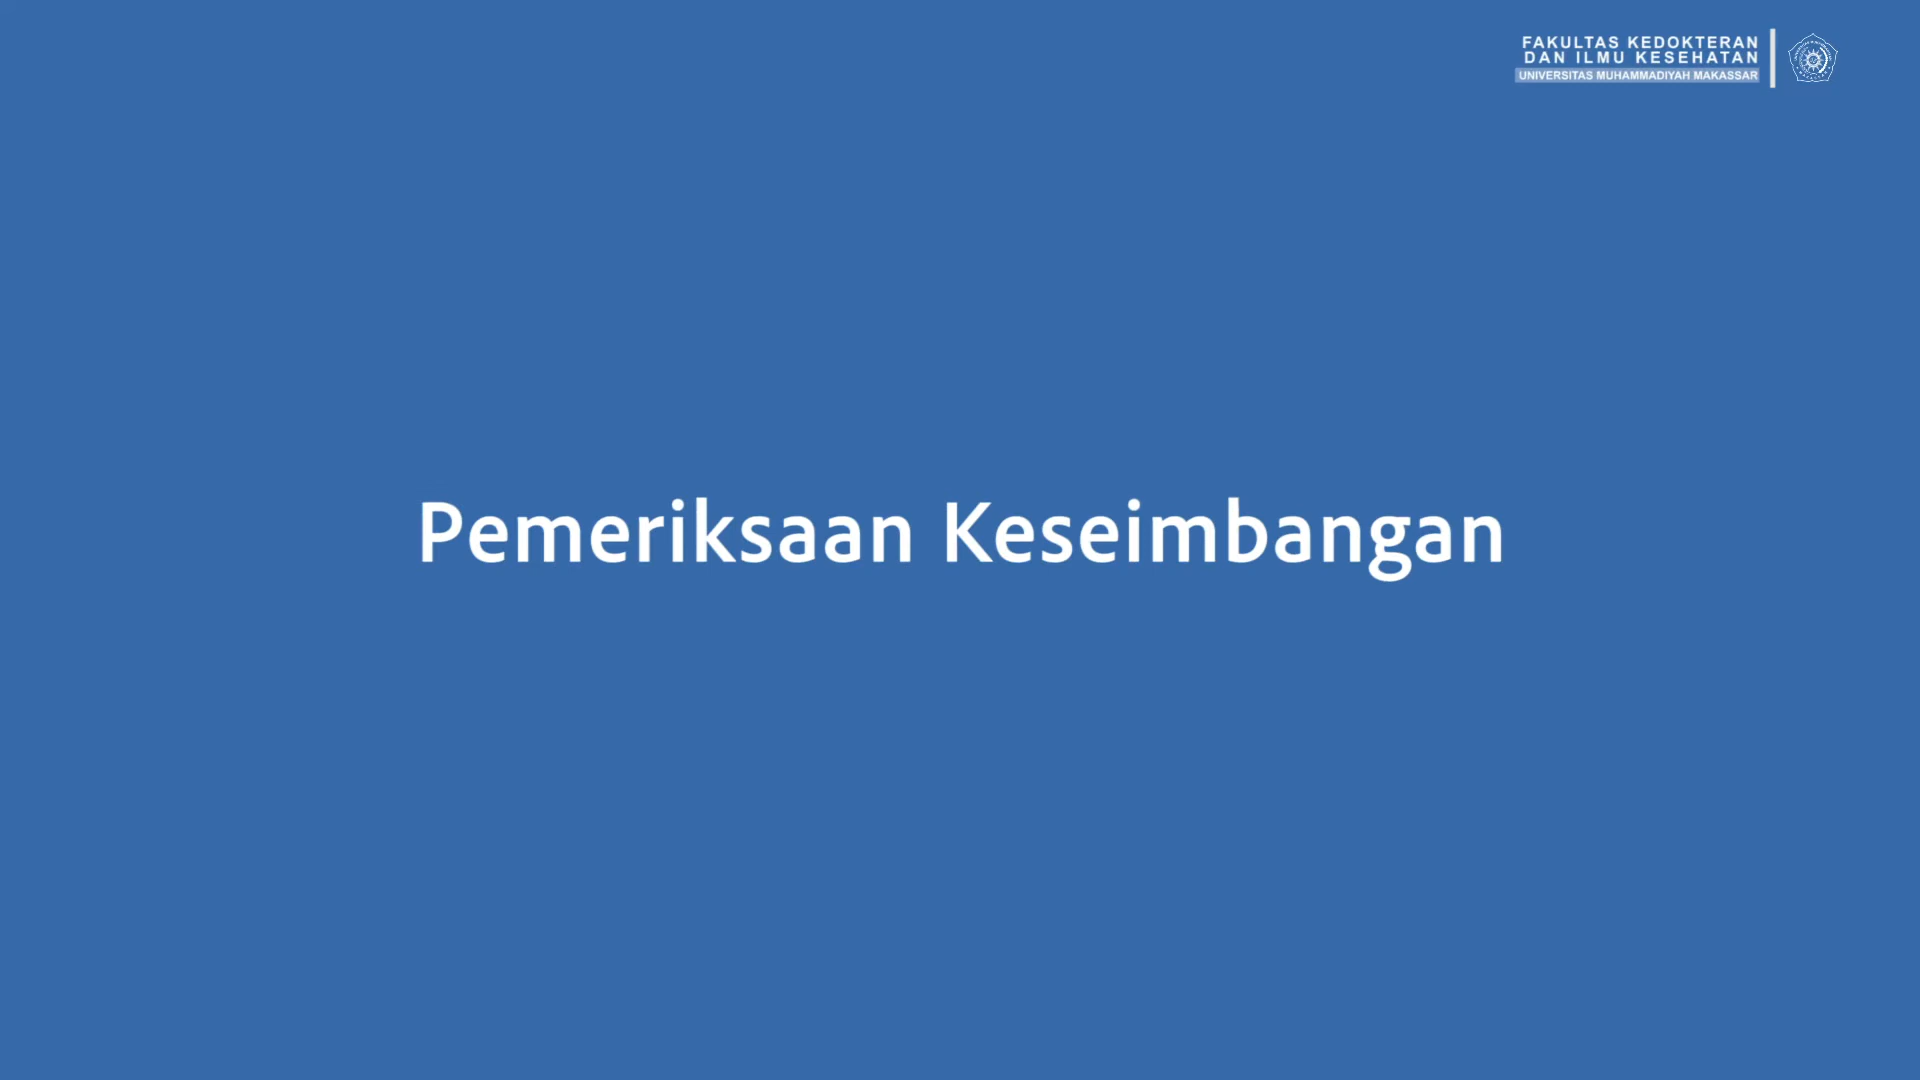 FAKULTAS KEDOKTERAN
DAN ILMU KESEHATAN
UNIVERSITAS MUHAMMADIYAH MAKASSAR
Pemeriksaan Keseimbangan